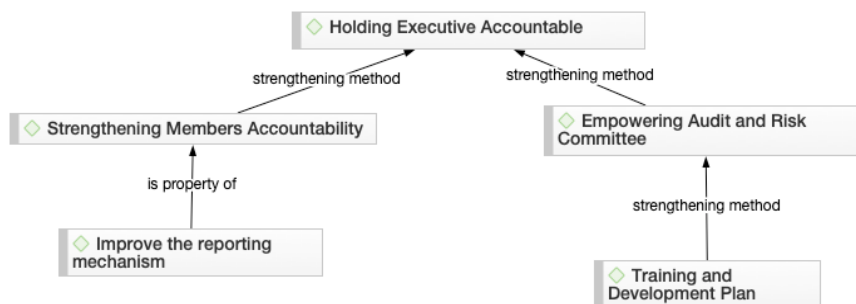 Holding Executive Accountable
strengthening method
strengthening method
Strengthening Members Accountability
Empowering Audit and Risk
Committee
is property of
strengthening method
Improve the reporting
mechanism
Training and
Development Plan